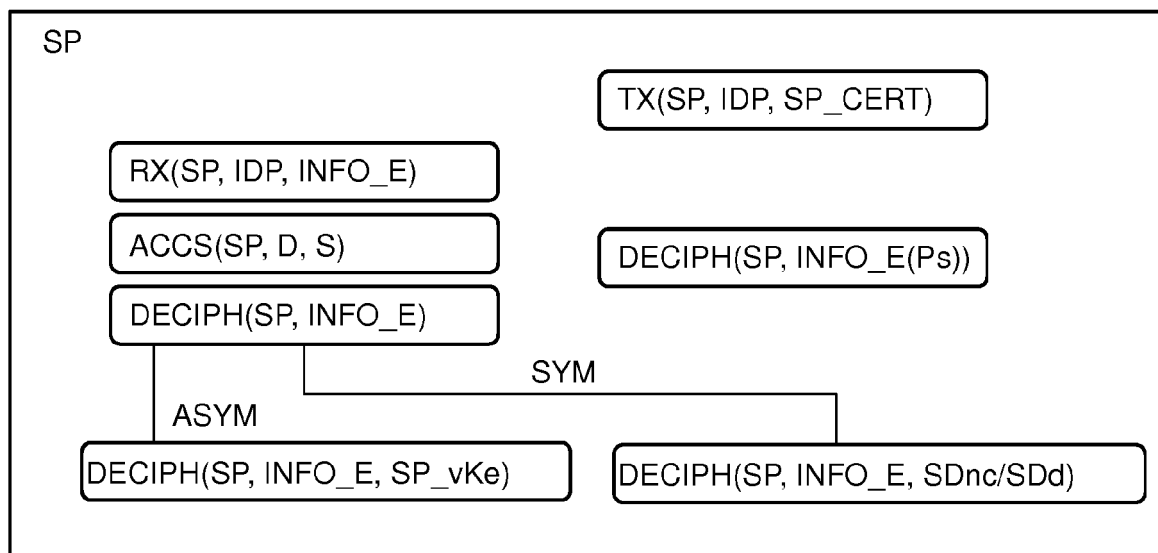 SP
TX(SP, IDP, SP_CERT)
RX(SP, IDP, INFO_E)
ACCS(SP, D, S)
DECIPH(SP, INFO_E(Ps))
DECIPH(SP, INFO_E)
SYM
ASYM
DECIPH(SP, INFO_E, SP_vKe)
DECIPH(SP, INFO_E, SDnc/SDd)